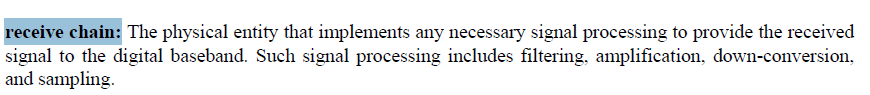 receive chain: The physical entity that implements any necessary signal processing to provide the received
signal to the digital baseband. Such signal processing includes filtering, amplification, down-conversion,
and sampling.